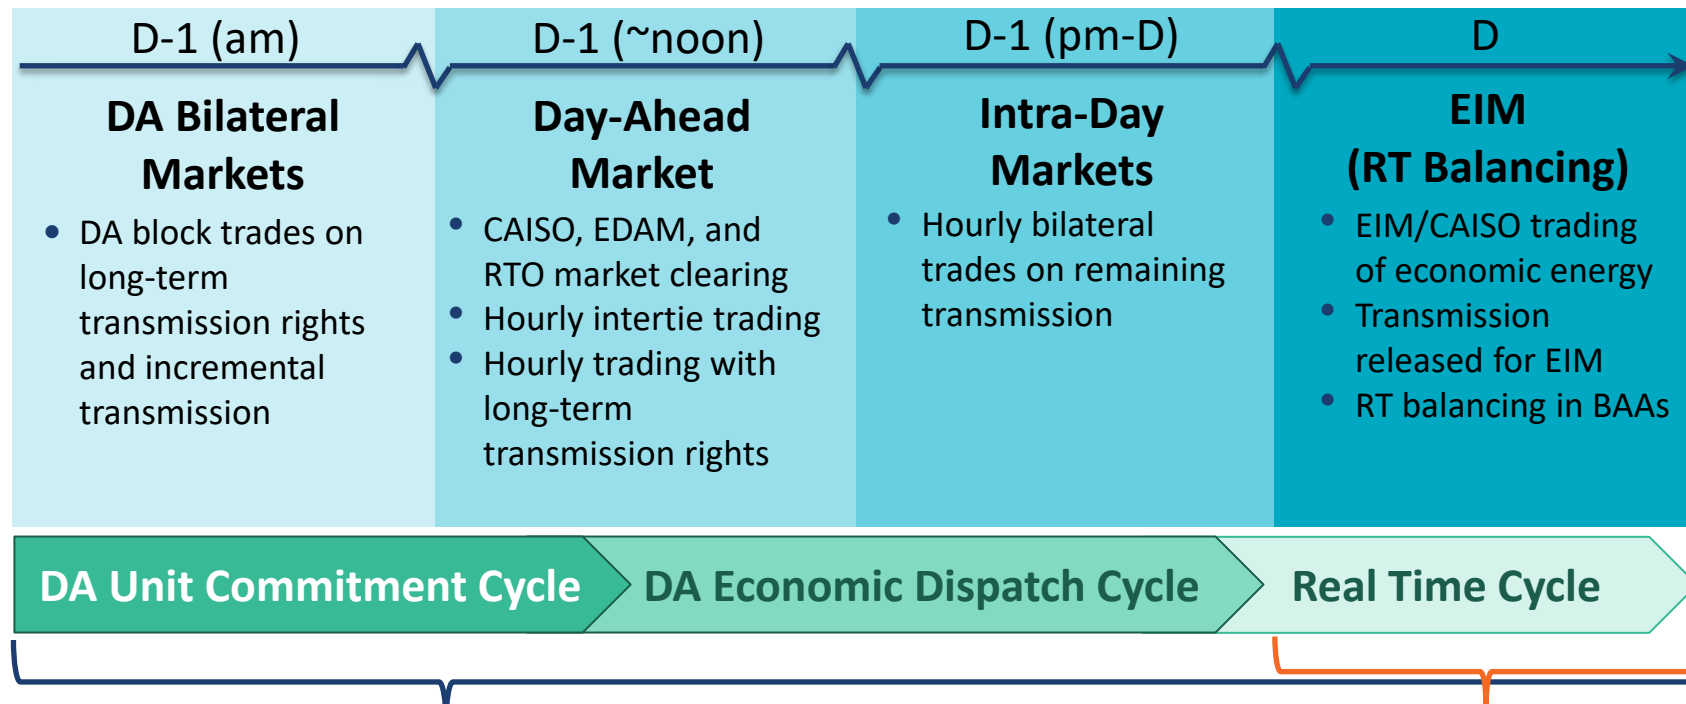 D-1 (am)
DA Bilateral
Markets
• DA block trades on
long-term
transmission rights
and incremental
transmission
D-1 (~noon)
Day-Ahead
Market
• CAISO, EDAM, and
RTO market clearing
• Hourly intertie trading
• Hourly trading with
long-term
transmission rights
D-1 (pm-D)
Intra-Day
Markets
• Hourly bilateral
trades on remaining
transmission
D
EIM
(RT Balancing)
• EIM/CAISO trading
of economic energy
• Transmission
released for EIM
• RT balancing in BAAs
DA Unit Commitment Cycle
DA Economic Dispatch Cycle
Real Time Cycle